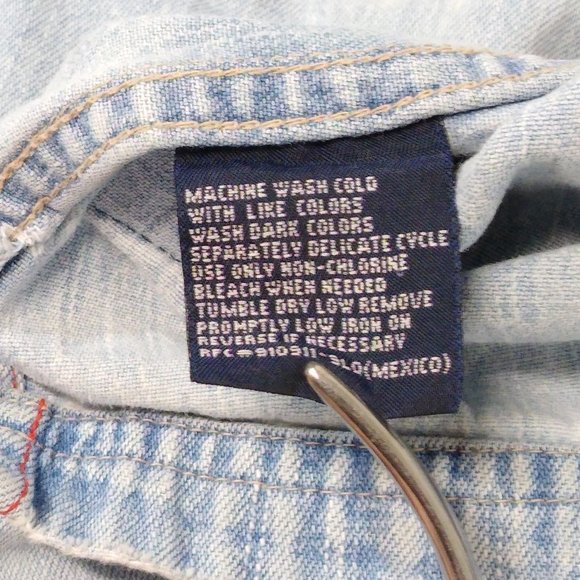 MACHINE WASH COLD
WITH LIKE COLORS
WASH DARK COLORS
SEPARATELY DELICATE CYCLE
USE ONLY NON-CHLORINE
BLEACH WHEN NEEDED
TUMBLE DRY LOW REMOVE
PROMPTLY LOW IRON ON
REVERSE IF NECESSARY
(MEXICO)